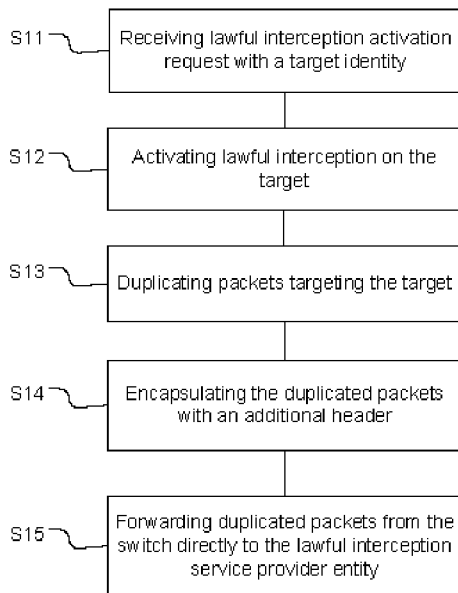 S11
Receiving lawful interception activation
request with a target identity
S12
Activating lawful interception on the
target
S13
Duplicating packets targeting the target
S14
Encapsulating the duplicated packets
with an additional header
S15
Forwarding duplicated packets from the
switch directly to the lawful interception
service provider entity